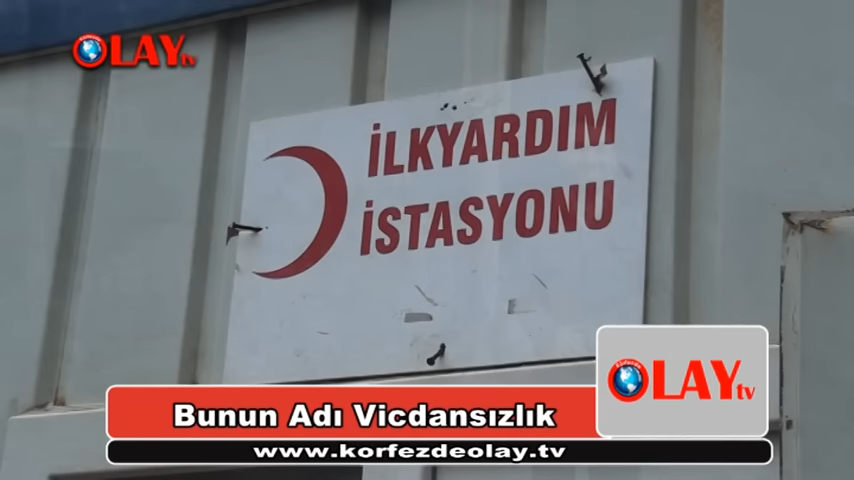 OLAY tv
İLKYARDIM
İSTASYONU
OLAY tv
Bunun Adı Vicdansızlık
www.korfezdeolay.tv